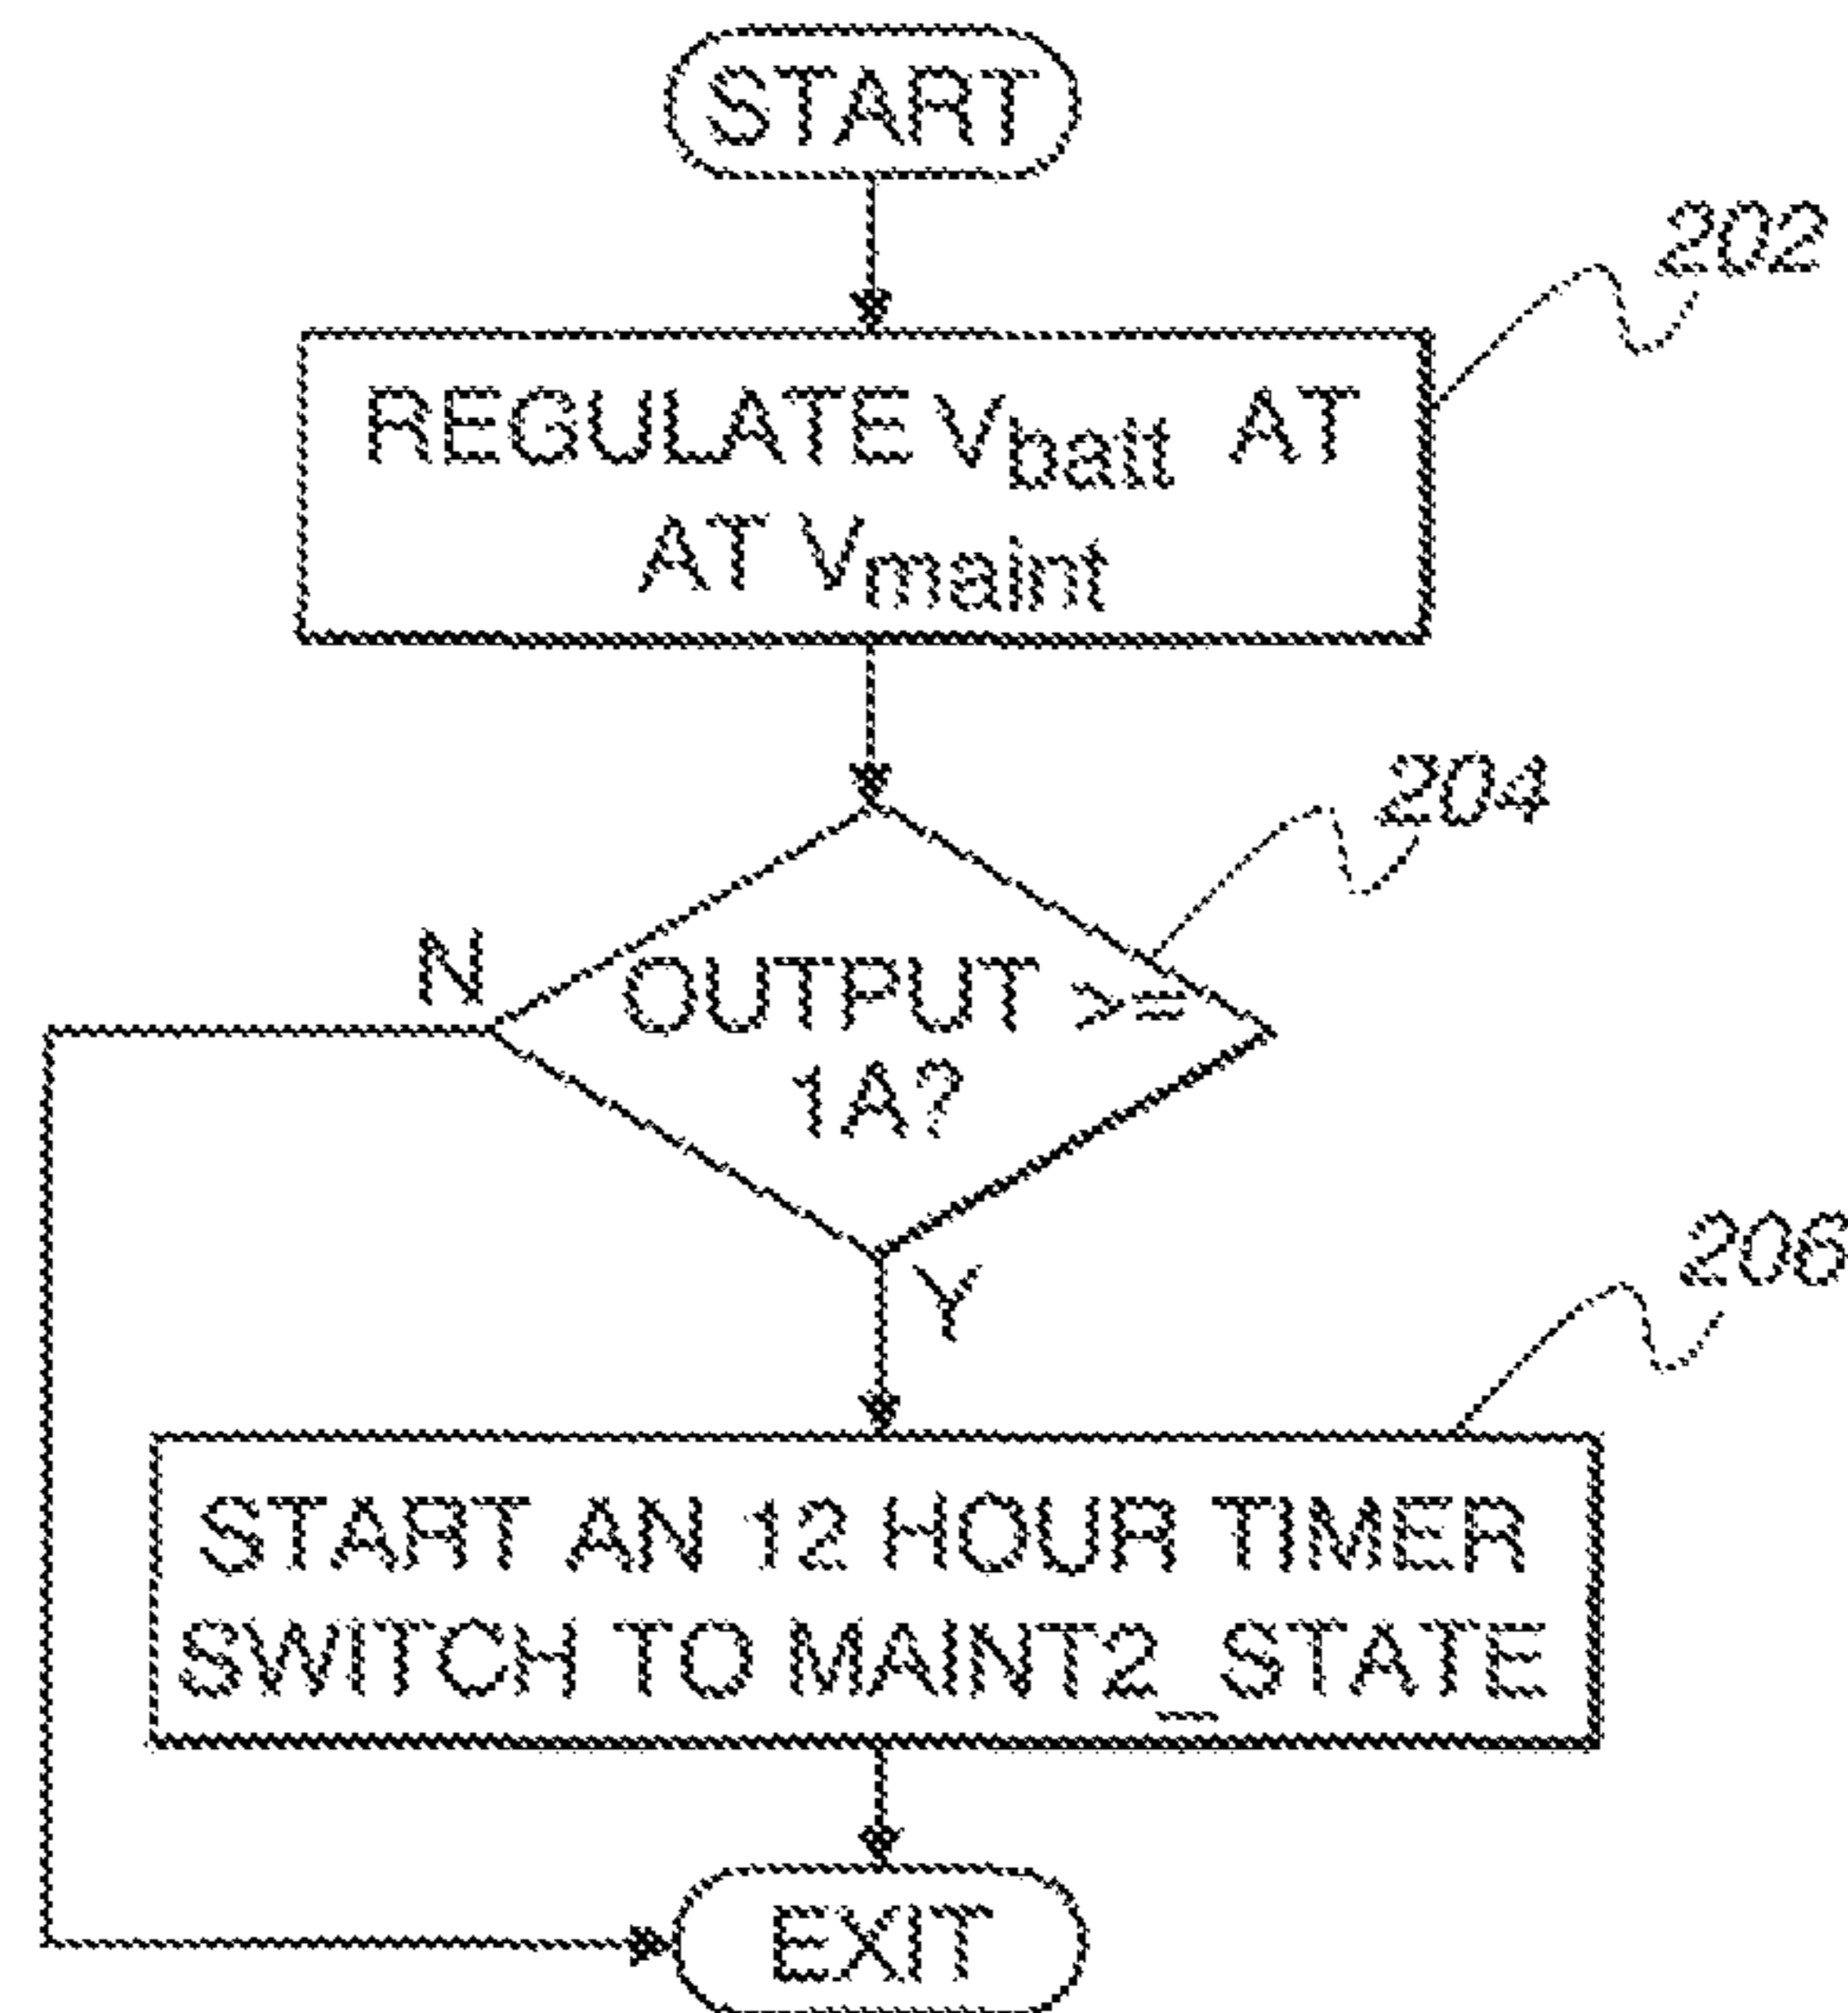 START
202
REGULATE Vbatt AT
AT Vmaint
204
N
OUTPUT >=
1A?
Y
206
START AN 12 HOUR TIMER
SWITCH TO MAINT2_STATE
EXIT